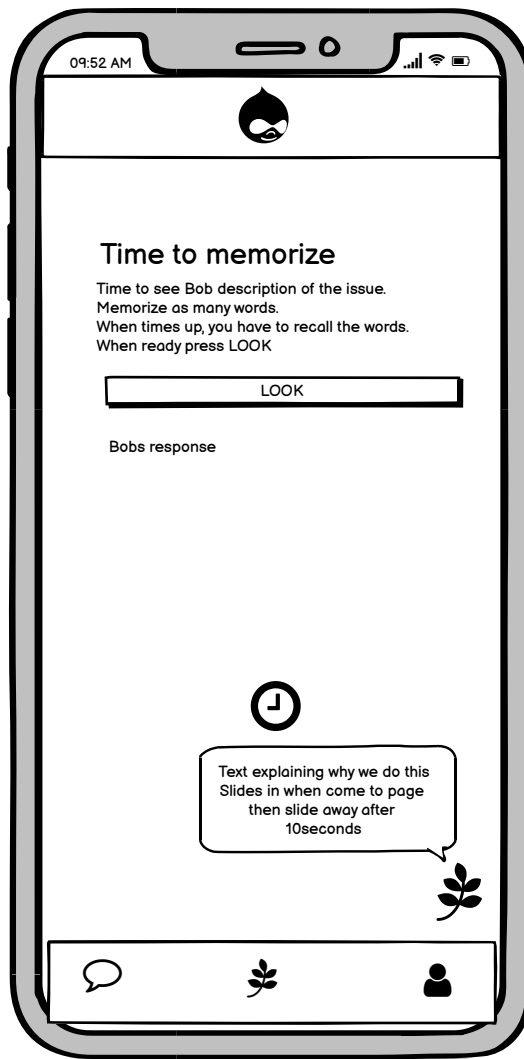 09:52 AM
Time to memorize
Time to see Bob description of the issue.
Memorize as many words.
When times up, you have to recall the words.
When ready press LOOK
LOOK
Bobs response
Text explaining why we do this
Slides in when come to page
then slide away after
10seconds